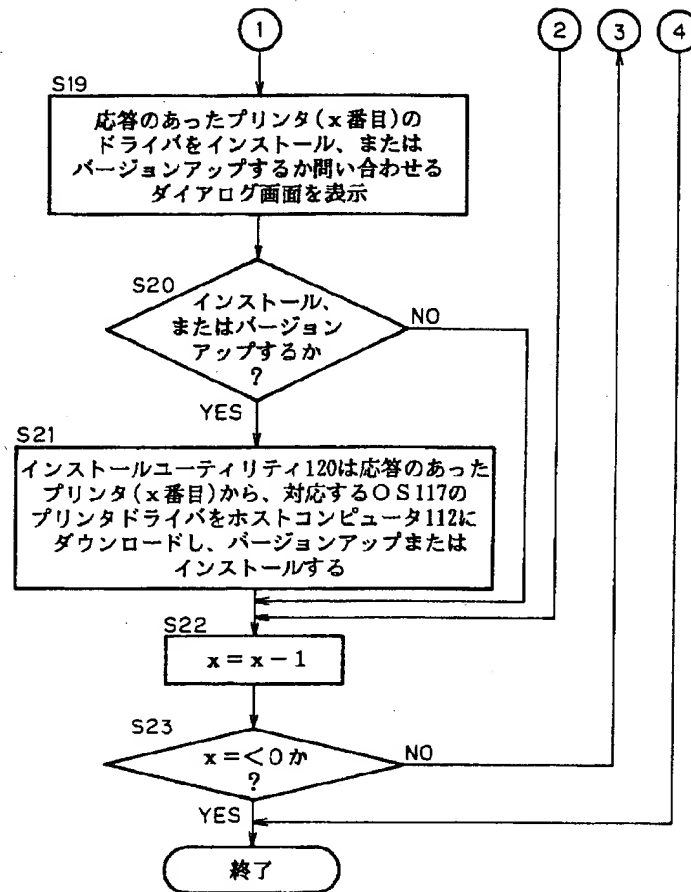 1
2
3
4
S19
応答のあったプリンタ(x番目)の
ドライバをインストール、または
バージョンアップするか問い合わせる
ダイアログ画面を表示
S20
インストール、
またはバージョン
アップするか
?
NO
YES
S21
インストールユーティリティ120は応答のあった
プリンタ(x番目)から、対応するOS117の
プリンタドライバをホストコンピュータ112に
ダウンロードし、バージョンアップまたは
インストールする
S22
x=x-1
S23
x=<0か
?
NO
YES
終了